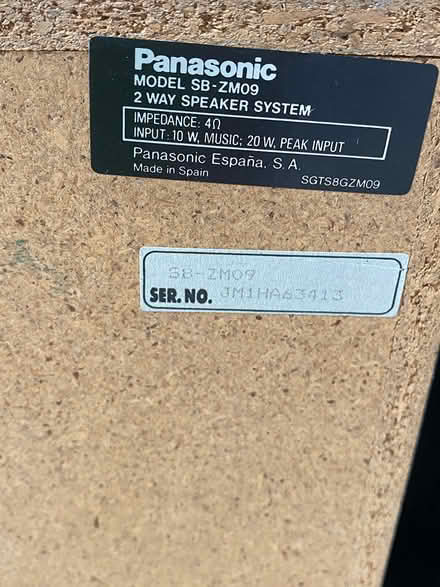 Panasonic
MODEL SB-ZM09
2 WAY SPEAKER SYSTEM
IMPEDANCE: 4Ω
INPUT: 10 W, MUSIC; 20 W, PEAK INPUT
Panasonic España, S. A.
Made in Spain
SGTS8GZM09
SB-ZM09
SER. NO. JM1HA63413